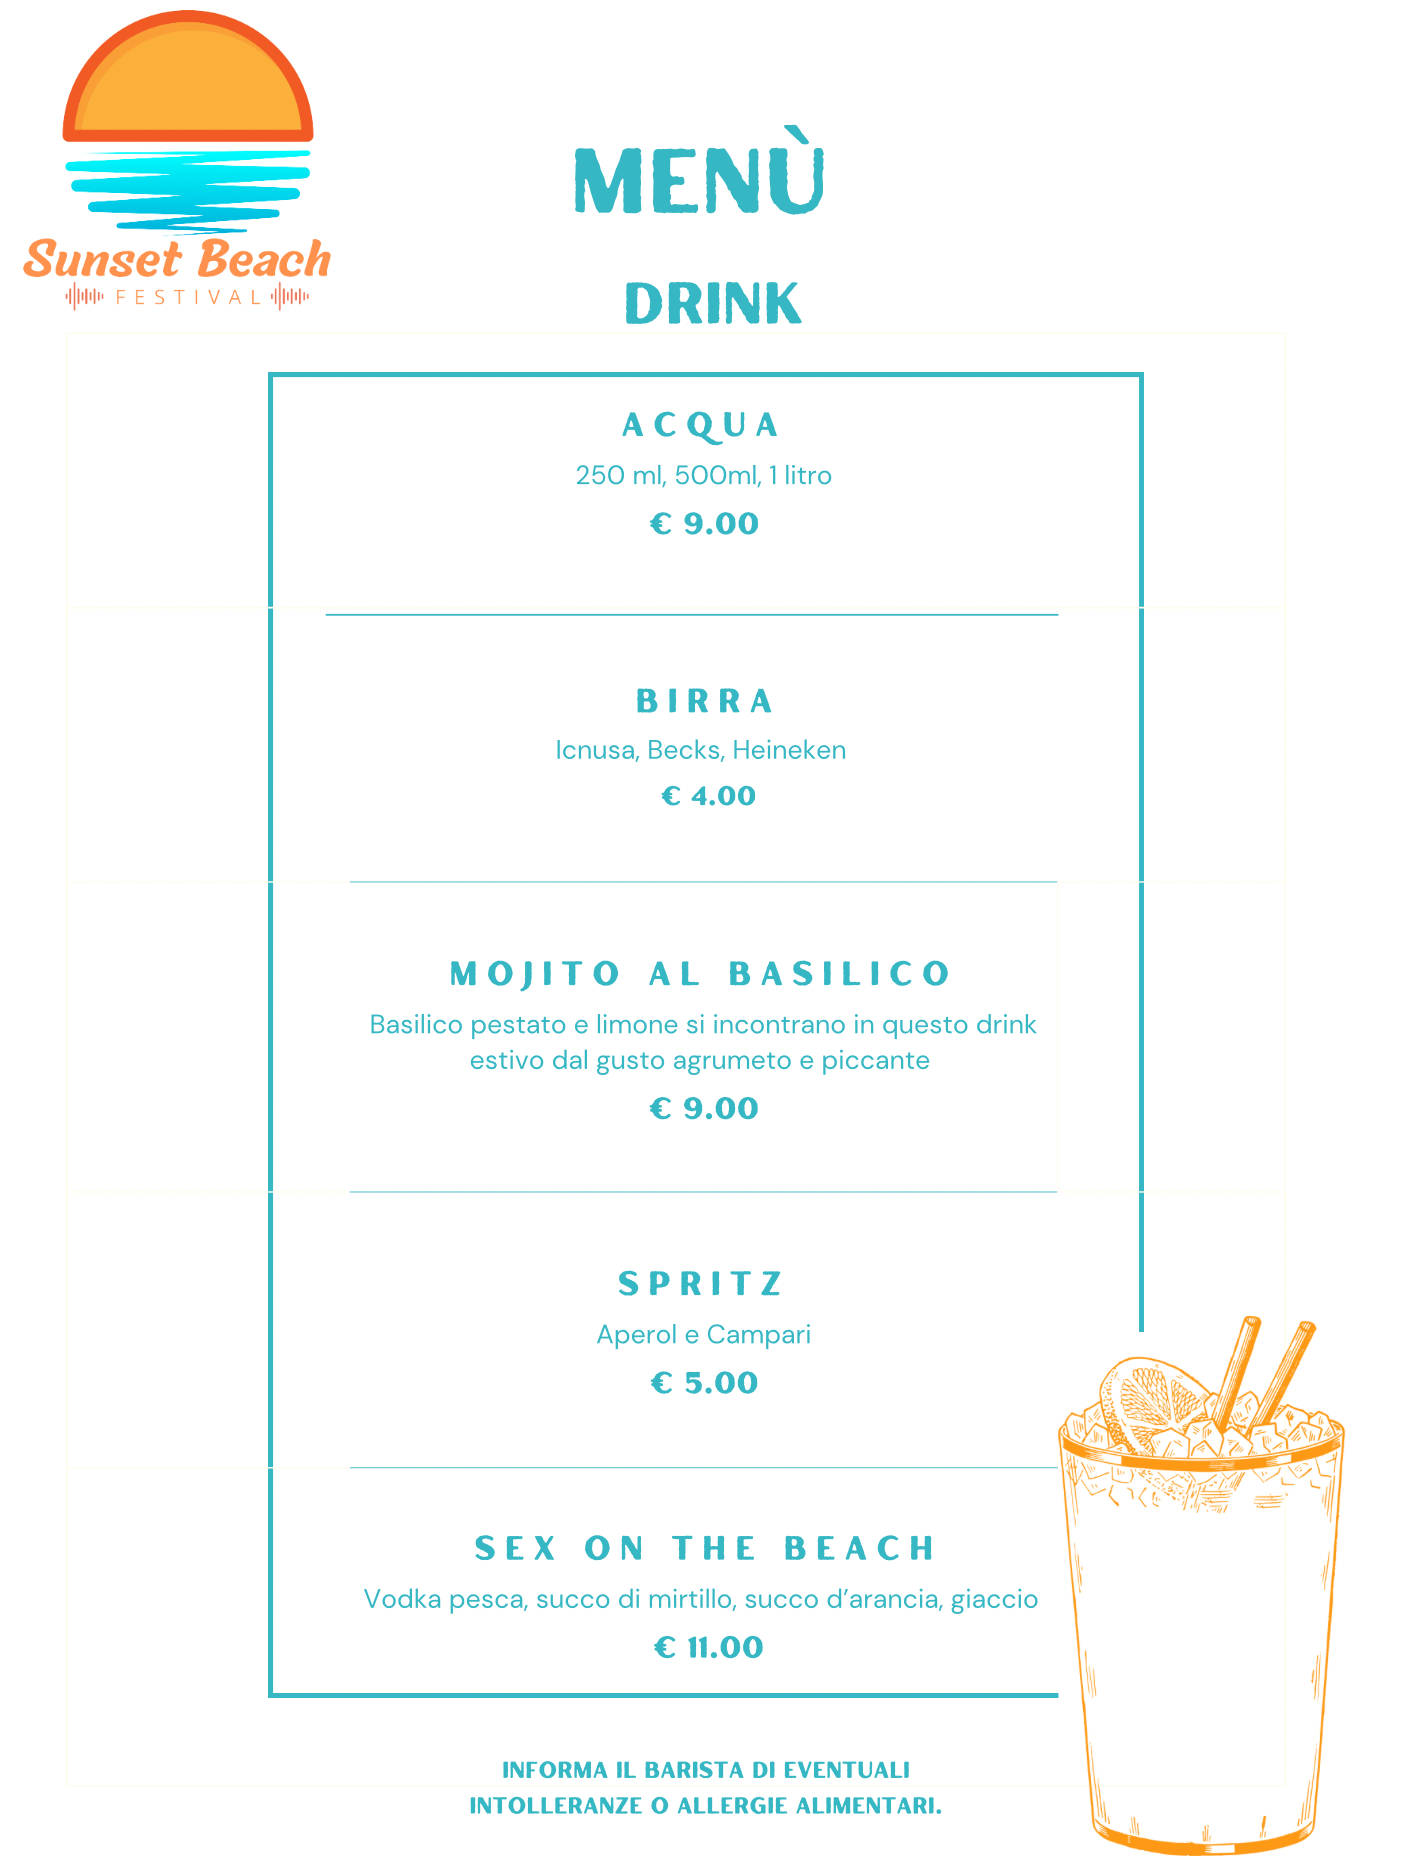 Sunset Beach
FESTIVAL
MENÙ
DRINK
ACQUA
250 ml, 500ml, 1 litro
€ 9.00
BIRRA
Icnusa, Becks, Heineken
€ 4.00
MOJITO AL BASILICO
Basilico pestato e limone si incontrano in questo drink
estivo dal gusto agrumeto e piccante
€ 9.00
SPRITZ
Aperol e Campari
€ 5.00
SEX ON THE BEACH
Vodka pesca, succo di mirtillo, succo d’arancia, giaccio
€ 11.00
INFORMA IL BARISTA DI EVENTUALI
INTOLLERANZE O ALLERGIE ALIMENTARI.